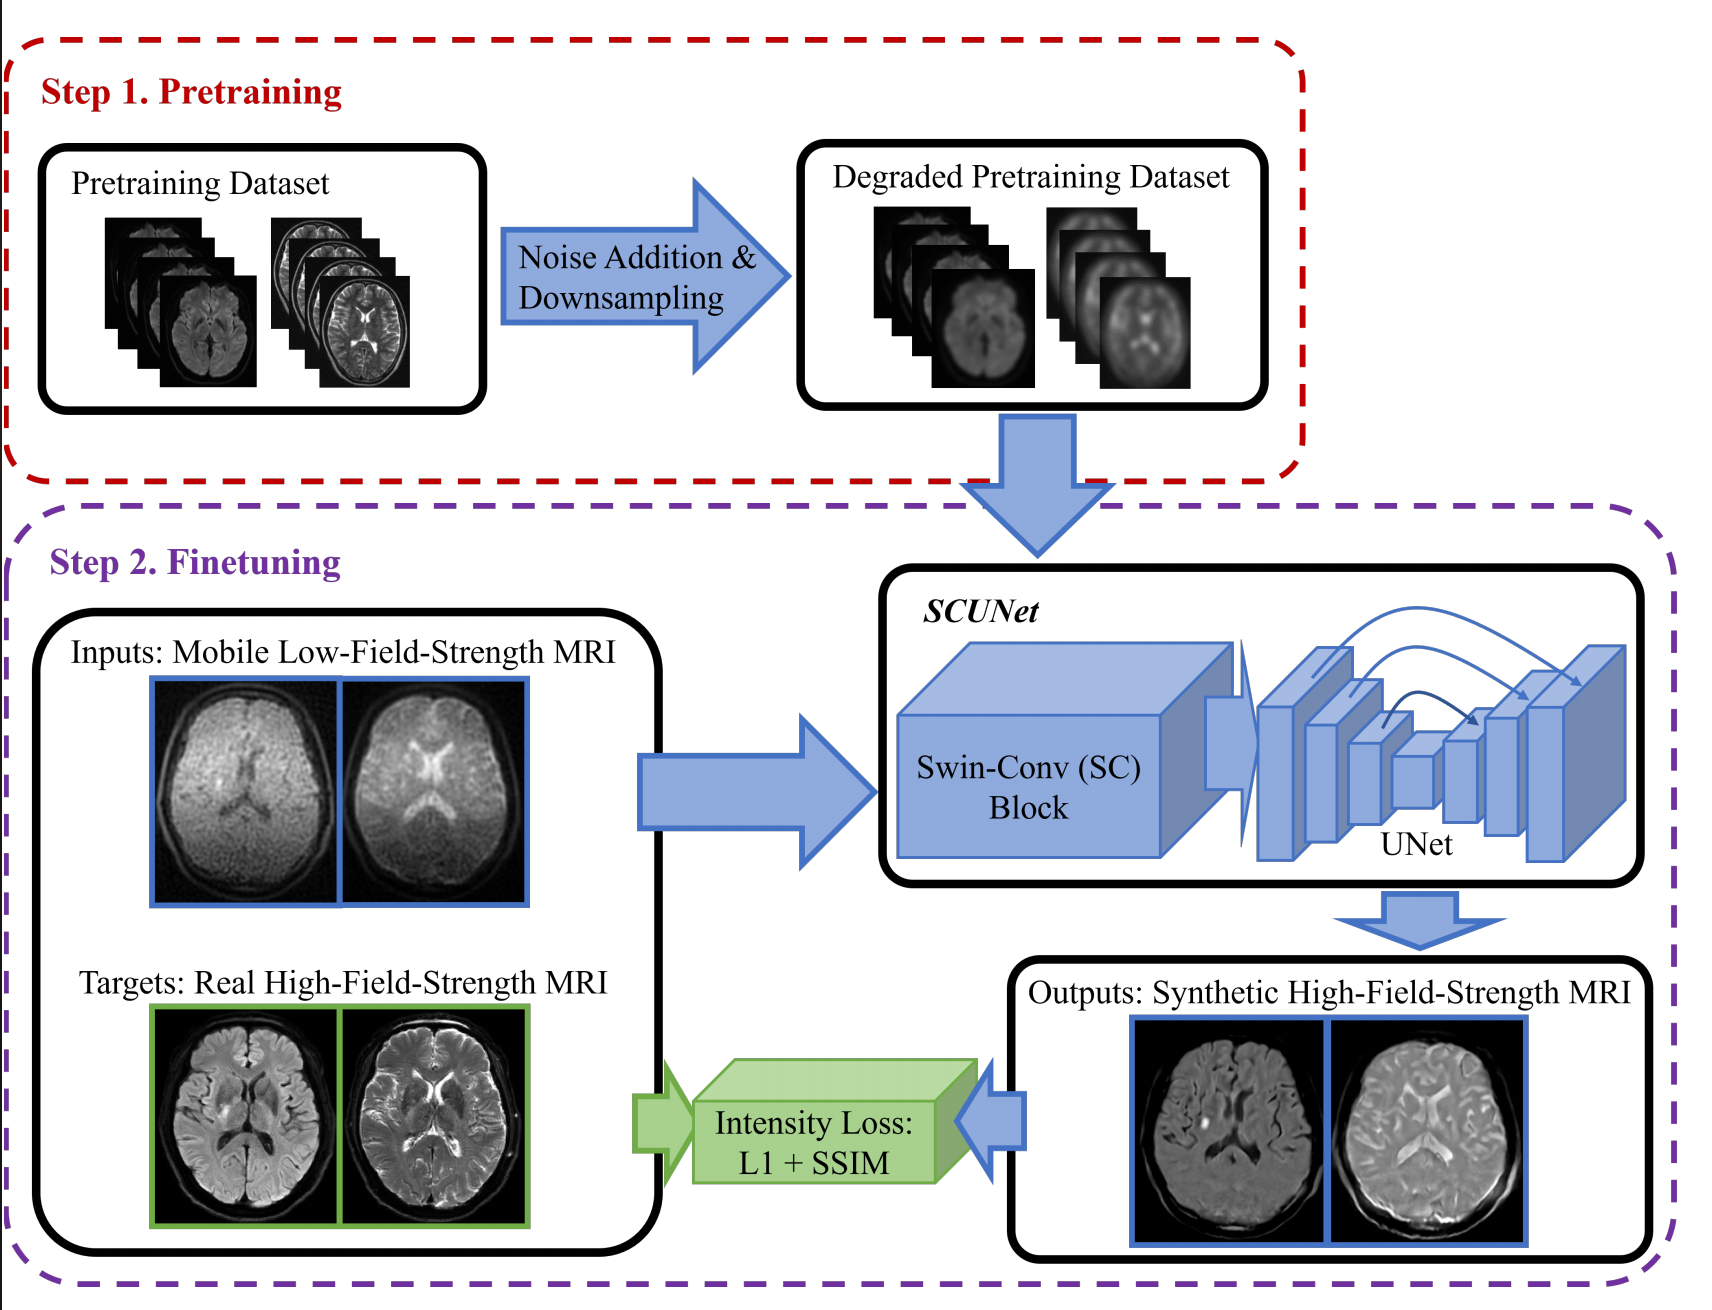 Step 1. Pretraining
Pretraining Dataset
Noise Addition &
Downsampling
Degraded Pretraining Dataset
Step 2. Finetuning
Inputs: Mobile Low-Field-Strength MRI
SCUNet
Swin-Conv (SC)
Block
UNet
Targets: Real High-Field-Strength MRI
Intensity Loss:
L1 + SSIM
Outputs: Synthetic High-Field-Strength MRI